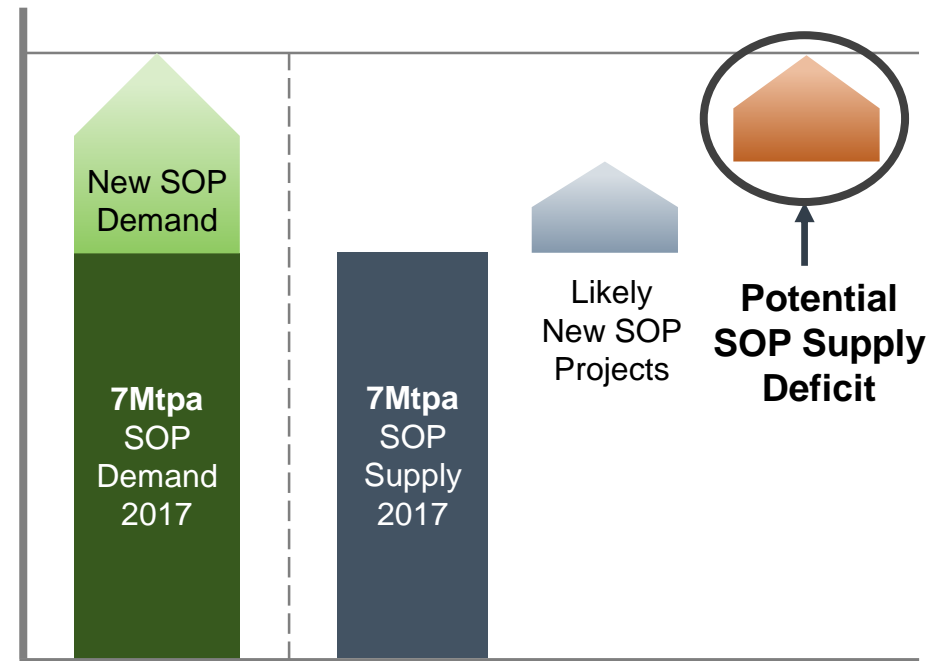 New SOP
Demand
7Mtpa
SOP
Demand
2017
7Mtpa
SOP
Supply
2017
Likely
New SOP
Projects
Potential
SOP Supply
Deficit